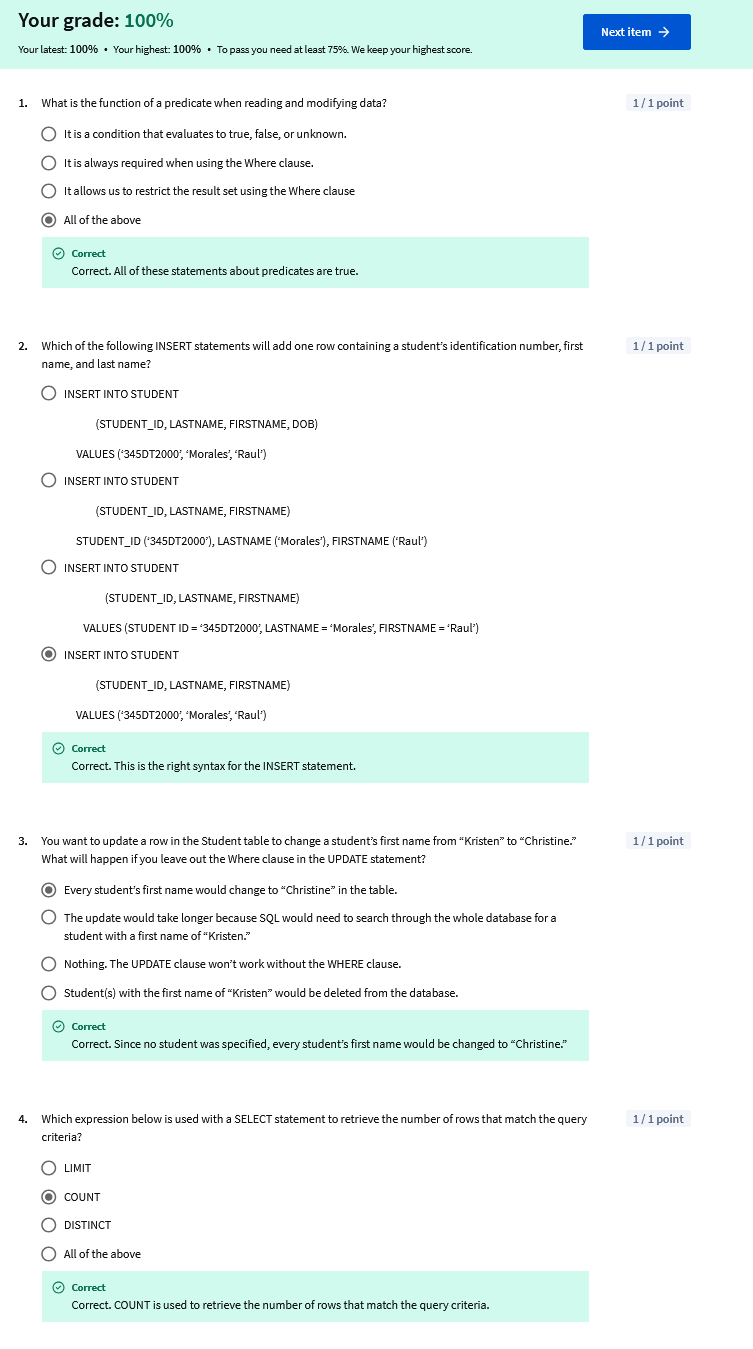 Your grade: 100%
Your latest: 100% • Your highest: 100% • To pass you need at least 75%. We keep your highest score.
Next item →
1. What is the function of a predicate when reading and modifying data?
1 / 1 point
It is a condition that evaluates to true, false, or unknown.
It is always required when using the Where clause.
It allows us to restrict the result set using the Where clause
All of the above
Correct
Correct. All of these statements about predicates are true.
2. Which of the following INSERT statements will add one row containing a student’s identification number, first
name, and last name?
1 / 1 point
INSERT INTO STUDENT
(STUDENT_ID, LASTNAME, FIRSTNAME, DOB)
VALUES (‘345DT2000’, ‘Morales’, ‘Raul’)
INSERT INTO STUDENT
(STUDENT_ID, LASTNAME, FIRSTNAME)
STUDENT_ID (‘345DT2000’), LASTNAME (‘Morales’), FIRSTNAME (‘Raul’)
INSERT INTO STUDENT
(STUDENT_ID, LASTNAME, FIRSTNAME)
VALUES (STUDENT ID = ‘345DT2000’, LASTNAME = ‘Morales’, FIRSTNAME = ‘Raul’)
INSERT INTO STUDENT
(STUDENT_ID, LASTNAME, FIRSTNAME)
VALUES (‘345DT2000’, ‘Morales’, ‘Raul’)
Correct
Correct. This is the right syntax for the INSERT statement.
3. You want to update a row in the Student table to change a student’s first name from “Kristen” to “Christine.”
What will happen if you leave out the Where clause in the UPDATE statement?
1 / 1 point
Every student’s first name would change to “Christine” in the table.
The update would take longer because SQL would need to search through the whole database for a
student with a first name of “Kristen.”
Nothing. The UPDATE clause won’t work without the WHERE clause.
Student(s) with the first name of “Kristen” would be deleted from the database.
Correct
Correct. Since no student was specified, every student’s first name would be changed to “Christine.”
4. Which expression below is used with a SELECT statement to retrieve the number of rows that match the query
criteria?
1 / 1 point
LIMIT
COUNT
DISTINCT
All of the above
Correct
Correct. COUNT is used to retrieve the number of rows that match the query criteria.